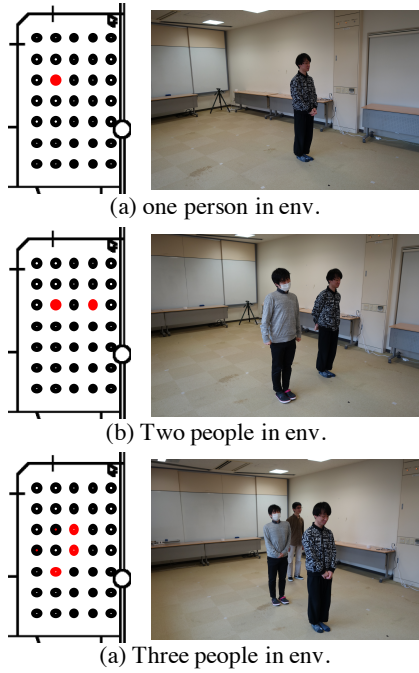 (a) one person in env.
(b) Two people in env.
(a) Three people in env.